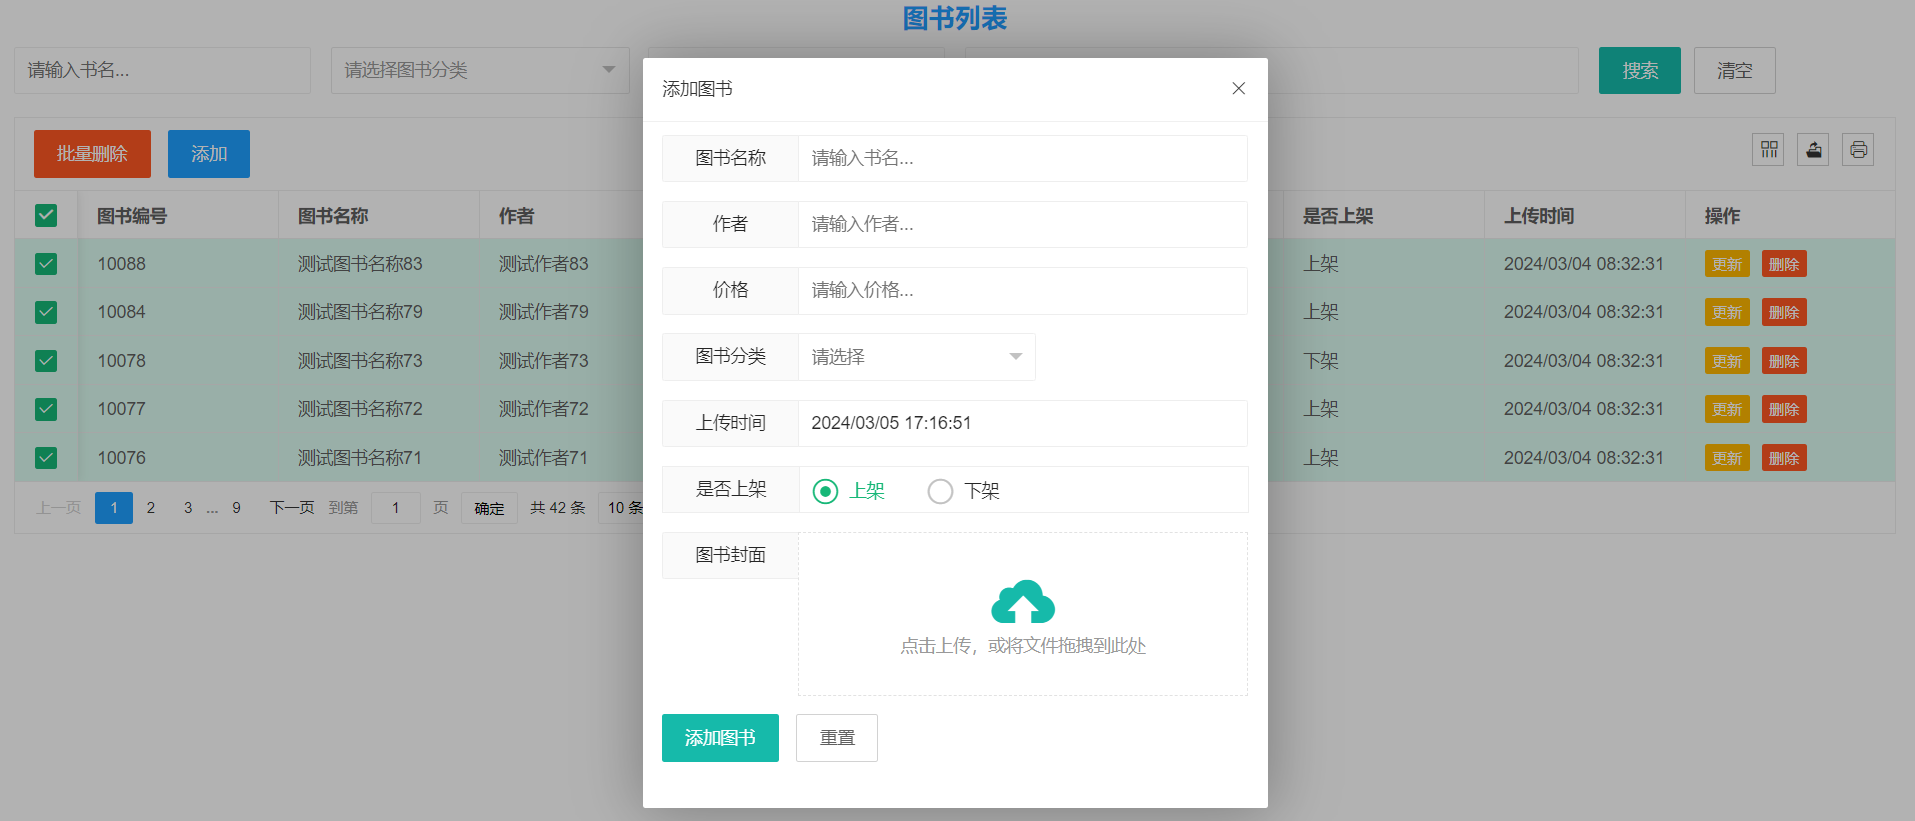 图书列表
请输入书名...
请选择图书分类
搜索
清空
批量删除
添加
图书编号 图书名称 作者 是否上架 上传时间 操作
10088 测试图书名称83 测试作者83 上架 2024/03/04 08:32:31 更新 删除
10084 测试图书名称79 测试作者79 上架 2024/03/04 08:32:31 更新 删除
10078 测试图书名称73 测试作者73 下架 2024/03/04 08:32:31 更新 删除
10077 测试图书名称72 测试作者72 上架 2024/03/04 08:32:31 更新 删除
10076 测试图书名称71 测试作者71 上架 2024/03/04 08:32:31 更新 删除
上一页 1 2 3 ... 9 下一页 到第 1 页 确定 共 42 条 10 条
添加图书
图书名称 请输入书名...
作者 请输入作者...
价格 请输入价格...
图书分类 请选择
上传时间 2024/03/05 17:16:51
是否上架 上架 下架
图书封面
点击上传，或将文件拖拽到此处
添加图书 重置